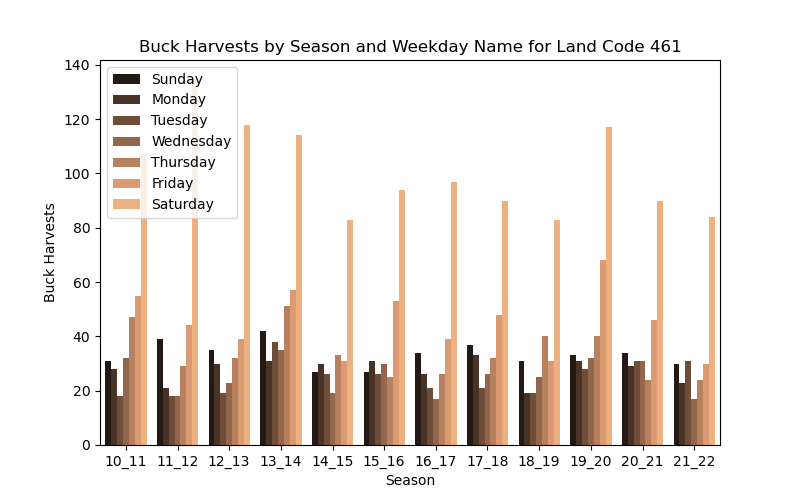 Buck Harvests by Season and Weekday Name for Land Code 461
140
120
100
80
60
40
20
0
Buck Harvests
Sunday
Monday
Tuesday
Wednesday
Thursday
Friday
Saturday
10_11 11_12 12_13 13_14 14_15 15_16 16_17 17_18 18_19 19_20 20_21 21_22
Season